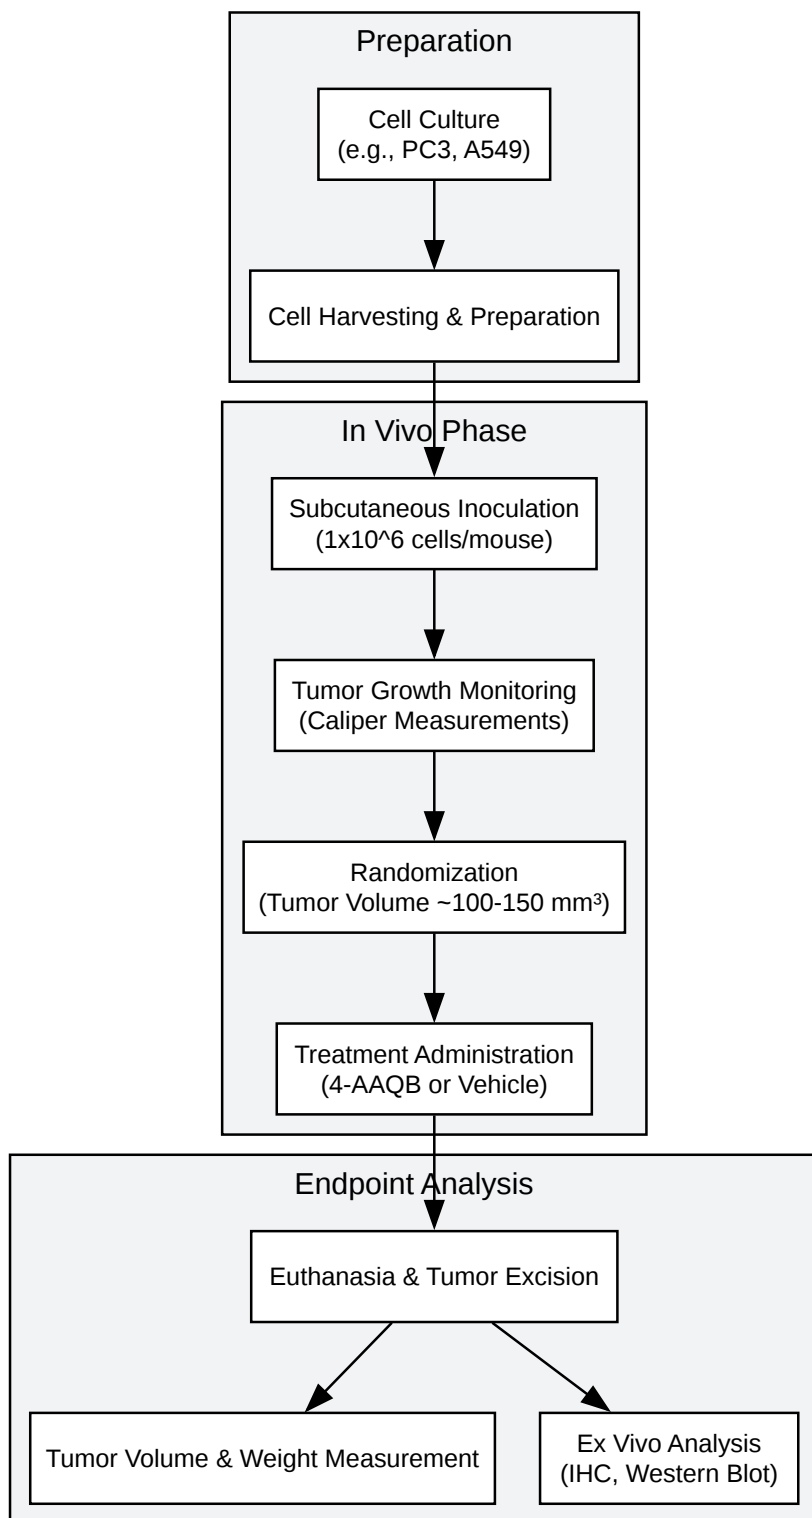 Preparation
Cell Culture
(e.g., PC3, A549)
Cell Harvesting & Preparation
In Vivo Phase
Subcutaneous Inoculation
(1x10^6 cells/mouse)
Tumor Growth Monitoring
(Caliper Measurements)
Randomization
(Tumor Volume ~100-150 mm³)
Treatment Administration
(4-AAQB or Vehicle)
Endpoint Analysis
Euthanasia & Tumor Excision
Tumor Volume & Weight Measurement
Ex Vivo Analysis
(IHC, Western Blot)